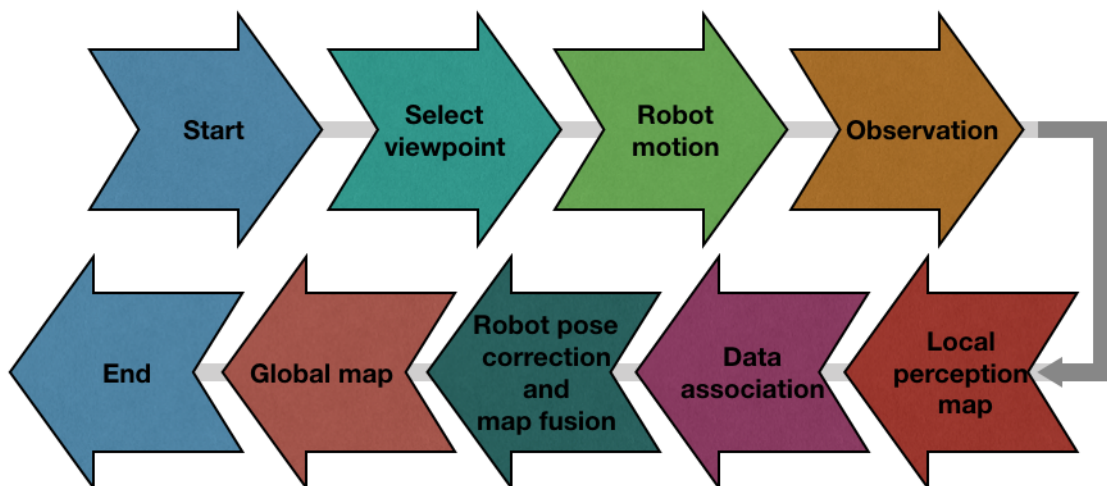 Start
Select
viewpoint
Robot
motion
Observation
Local
perception
map
Data
association
Robot pose
correction
and
map fusion
Global map
End